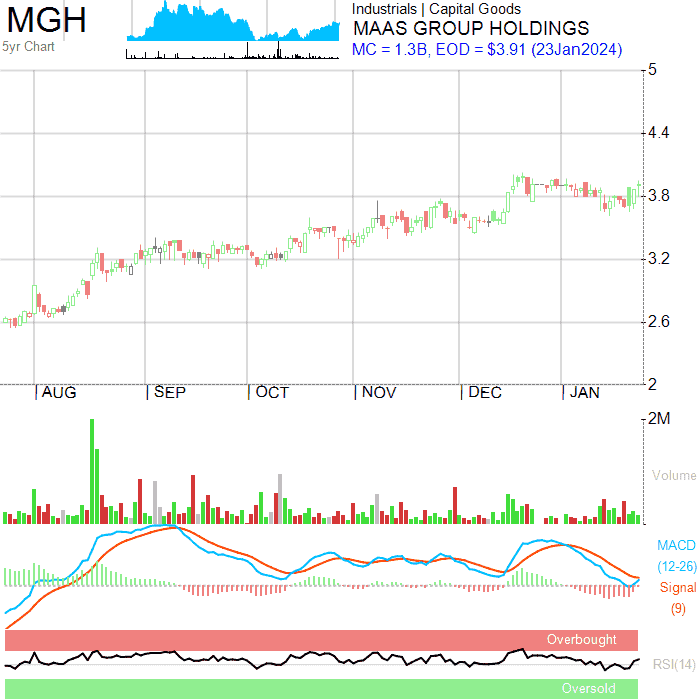 MGH
5yr Chart
Industrials | Capital Goods
MAAS GROUP HOLDINGS
MC = 1.3B, EOD = $3.91 (23Jan2024)
5
4.4
3.8
3.2
2.6
2
AUG SEP OCT NOV DEC JAN
2M
Volume
MACD
(12-26)
Signal
(9)
Overbought
RSI(14)
Oversold